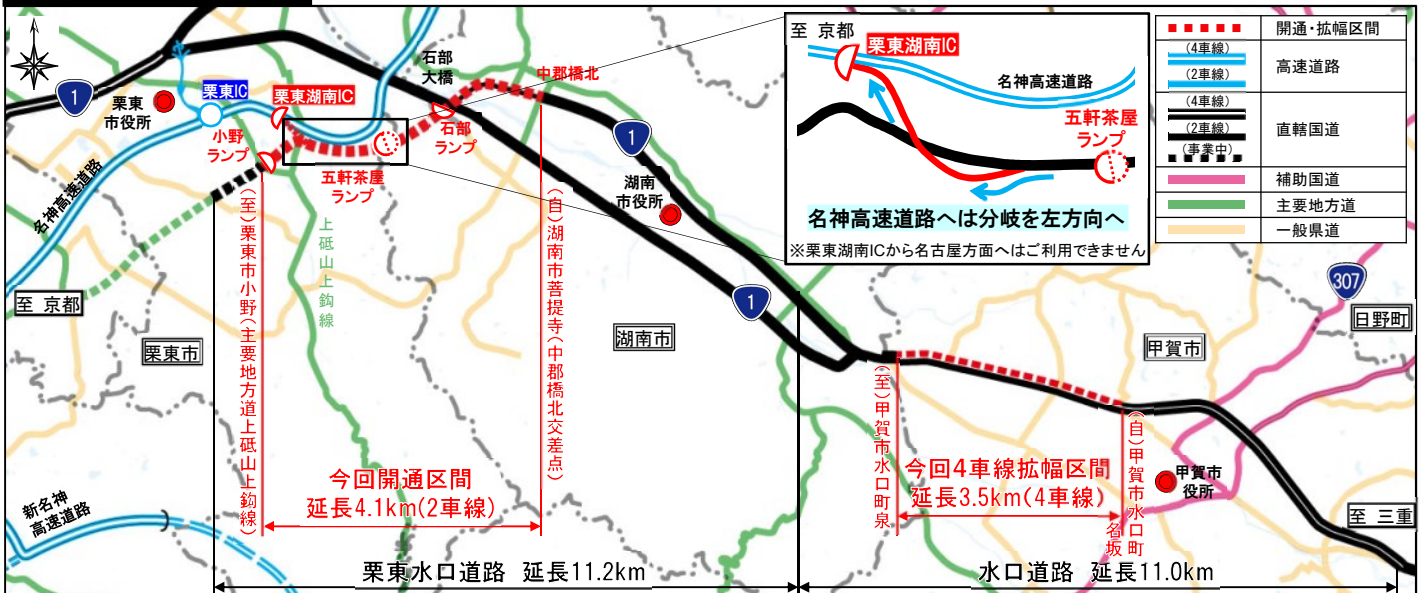 1
栗東
市役所
栗東IC
栗東湖南IC
小野
ランプ
五軒茶屋
ランプ
石部
大橋
石部
ランプ
中郡橋北
1
湖南
市役所
1
名神高速道路
至 京都
栗東市
上砥山上鈎線
湖南市
(至)栗東市小野(主要地方道上砥山上鈎線)
(自)湖南市菩提寺(中郡橋北交差点)
今回開通区間
延長4.1km(2車線)
新名神
高速道路
栗東水口道路 延長11.2km
至 京都
栗東湖南IC
名神高速道路
五軒茶屋
ランプ
名神高速道路へは分岐を左方向へ
※栗東湖南ICから名古屋方面へはご利用できません
開通・拡幅区間
(4車線)
(2車線)
高速道路
(4車線)
(2車線)
(事業中)
直轄国道
補助国道
主要地方道
一般県道
307
日野町
甲賀市
(至)甲賀市水口町泉
今回4車線拡幅区間
延長3.5km(4車線)
(自)甲賀市水口町
名坂
甲賀市
役所
至 三重
水口道路 延長11.0km